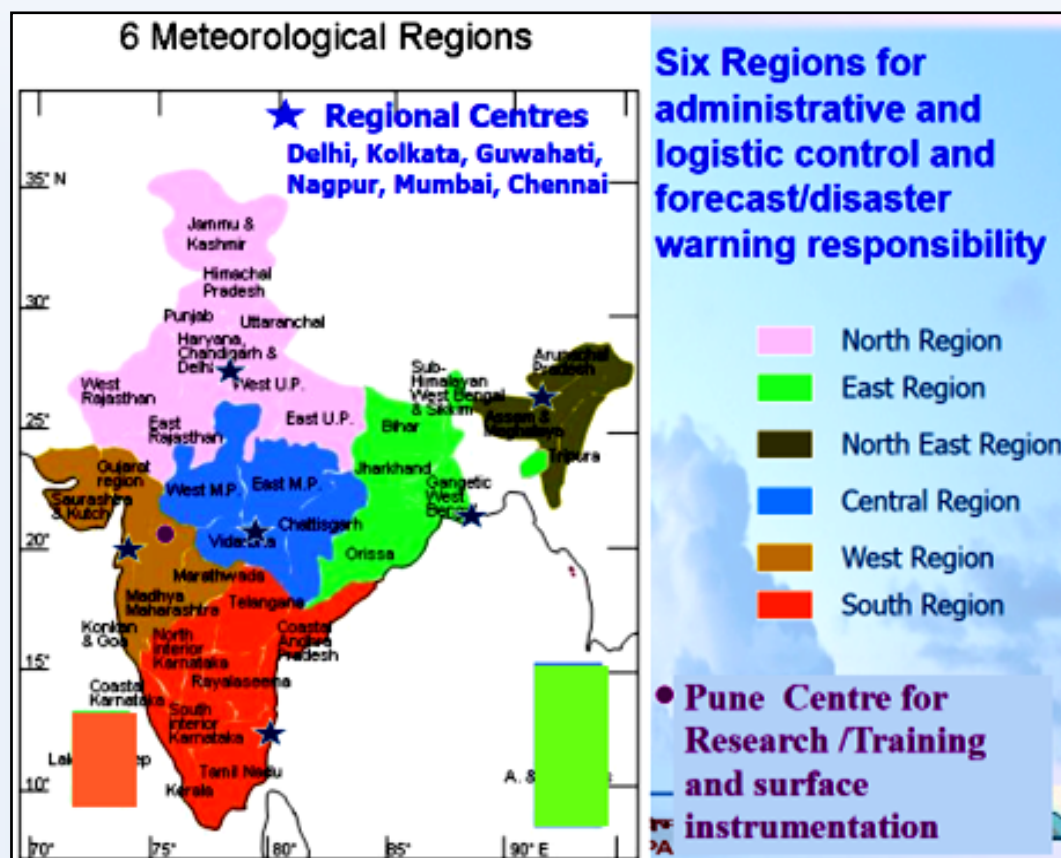 6 Meteorological Regions
70°
75°
80°
85°
90° E
Regional Centres
Delhi, Kolkata, Guwahati,
Nagpur, Mumbai, Chennai
35° N
30°
25°
20°
15°
10°
Jammu &
Kashmir
Himachal
Pradesh
Punjab
Uttaranchal
Haryana,
Chandigarh &
Delhi
West U.P.
West
Rajasthan
East
Rajasthan
East U.P.
Sub-
Himalayan
West Bengal
& Sikkim
Arunachal
Pradesh
Assam &
Meghalaya
Bihar
Tripura
Jharkhand
Gangetic
West
Gujarat
region
Saurashtra
& Kutch
West M.P.
East M.P.
Chattisgarh
Orissa
Marathwada
Madhya
Maharashtra
Telangana
Konkan
& Goa
North
interior
Karnataka
Coastal
Andhra
Pradesh
Rayalaseema
Coastal
Karnataka
South
interior
Karnataka
Tamil Nadu
Kerala
A. &
70°
75°
80°
85°
90° E
Six Regions for
administrative and
logistic control and
forecast/disaster
warning responsibility
North Region
East Region
North East Region
Central Region
West Region
South Region
Pune Centre for
Research /Training
and surface
instrumentation